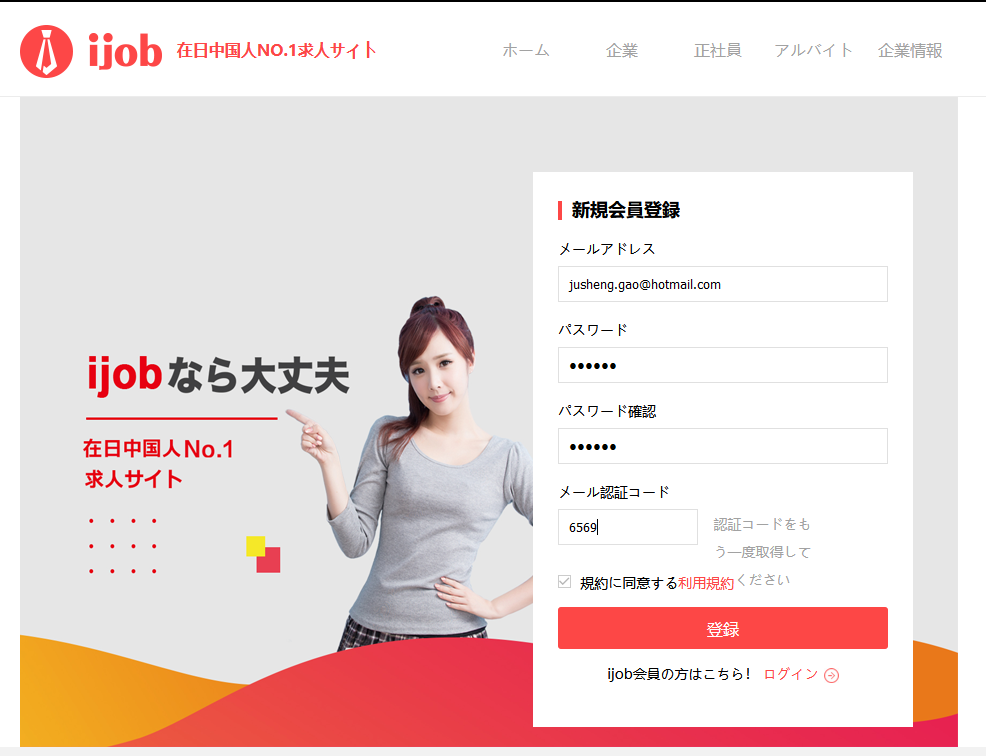 ijob 在日中国人NO.1求人サイト ホーム 企業 正社員 アルバイト 企業情報
新規会員登録
メールアドレス
jusheng.gao@hotmail.com
パスワード
••••••
パスワード確認
••••••
メール認証コード
6569
認証コードをも
う一度取得して
ください
規約に同意する利用規約
登録
ijob会員の方はこちら! ログイン
ijobなら大丈夫
在日中国人No.1
求人サイト